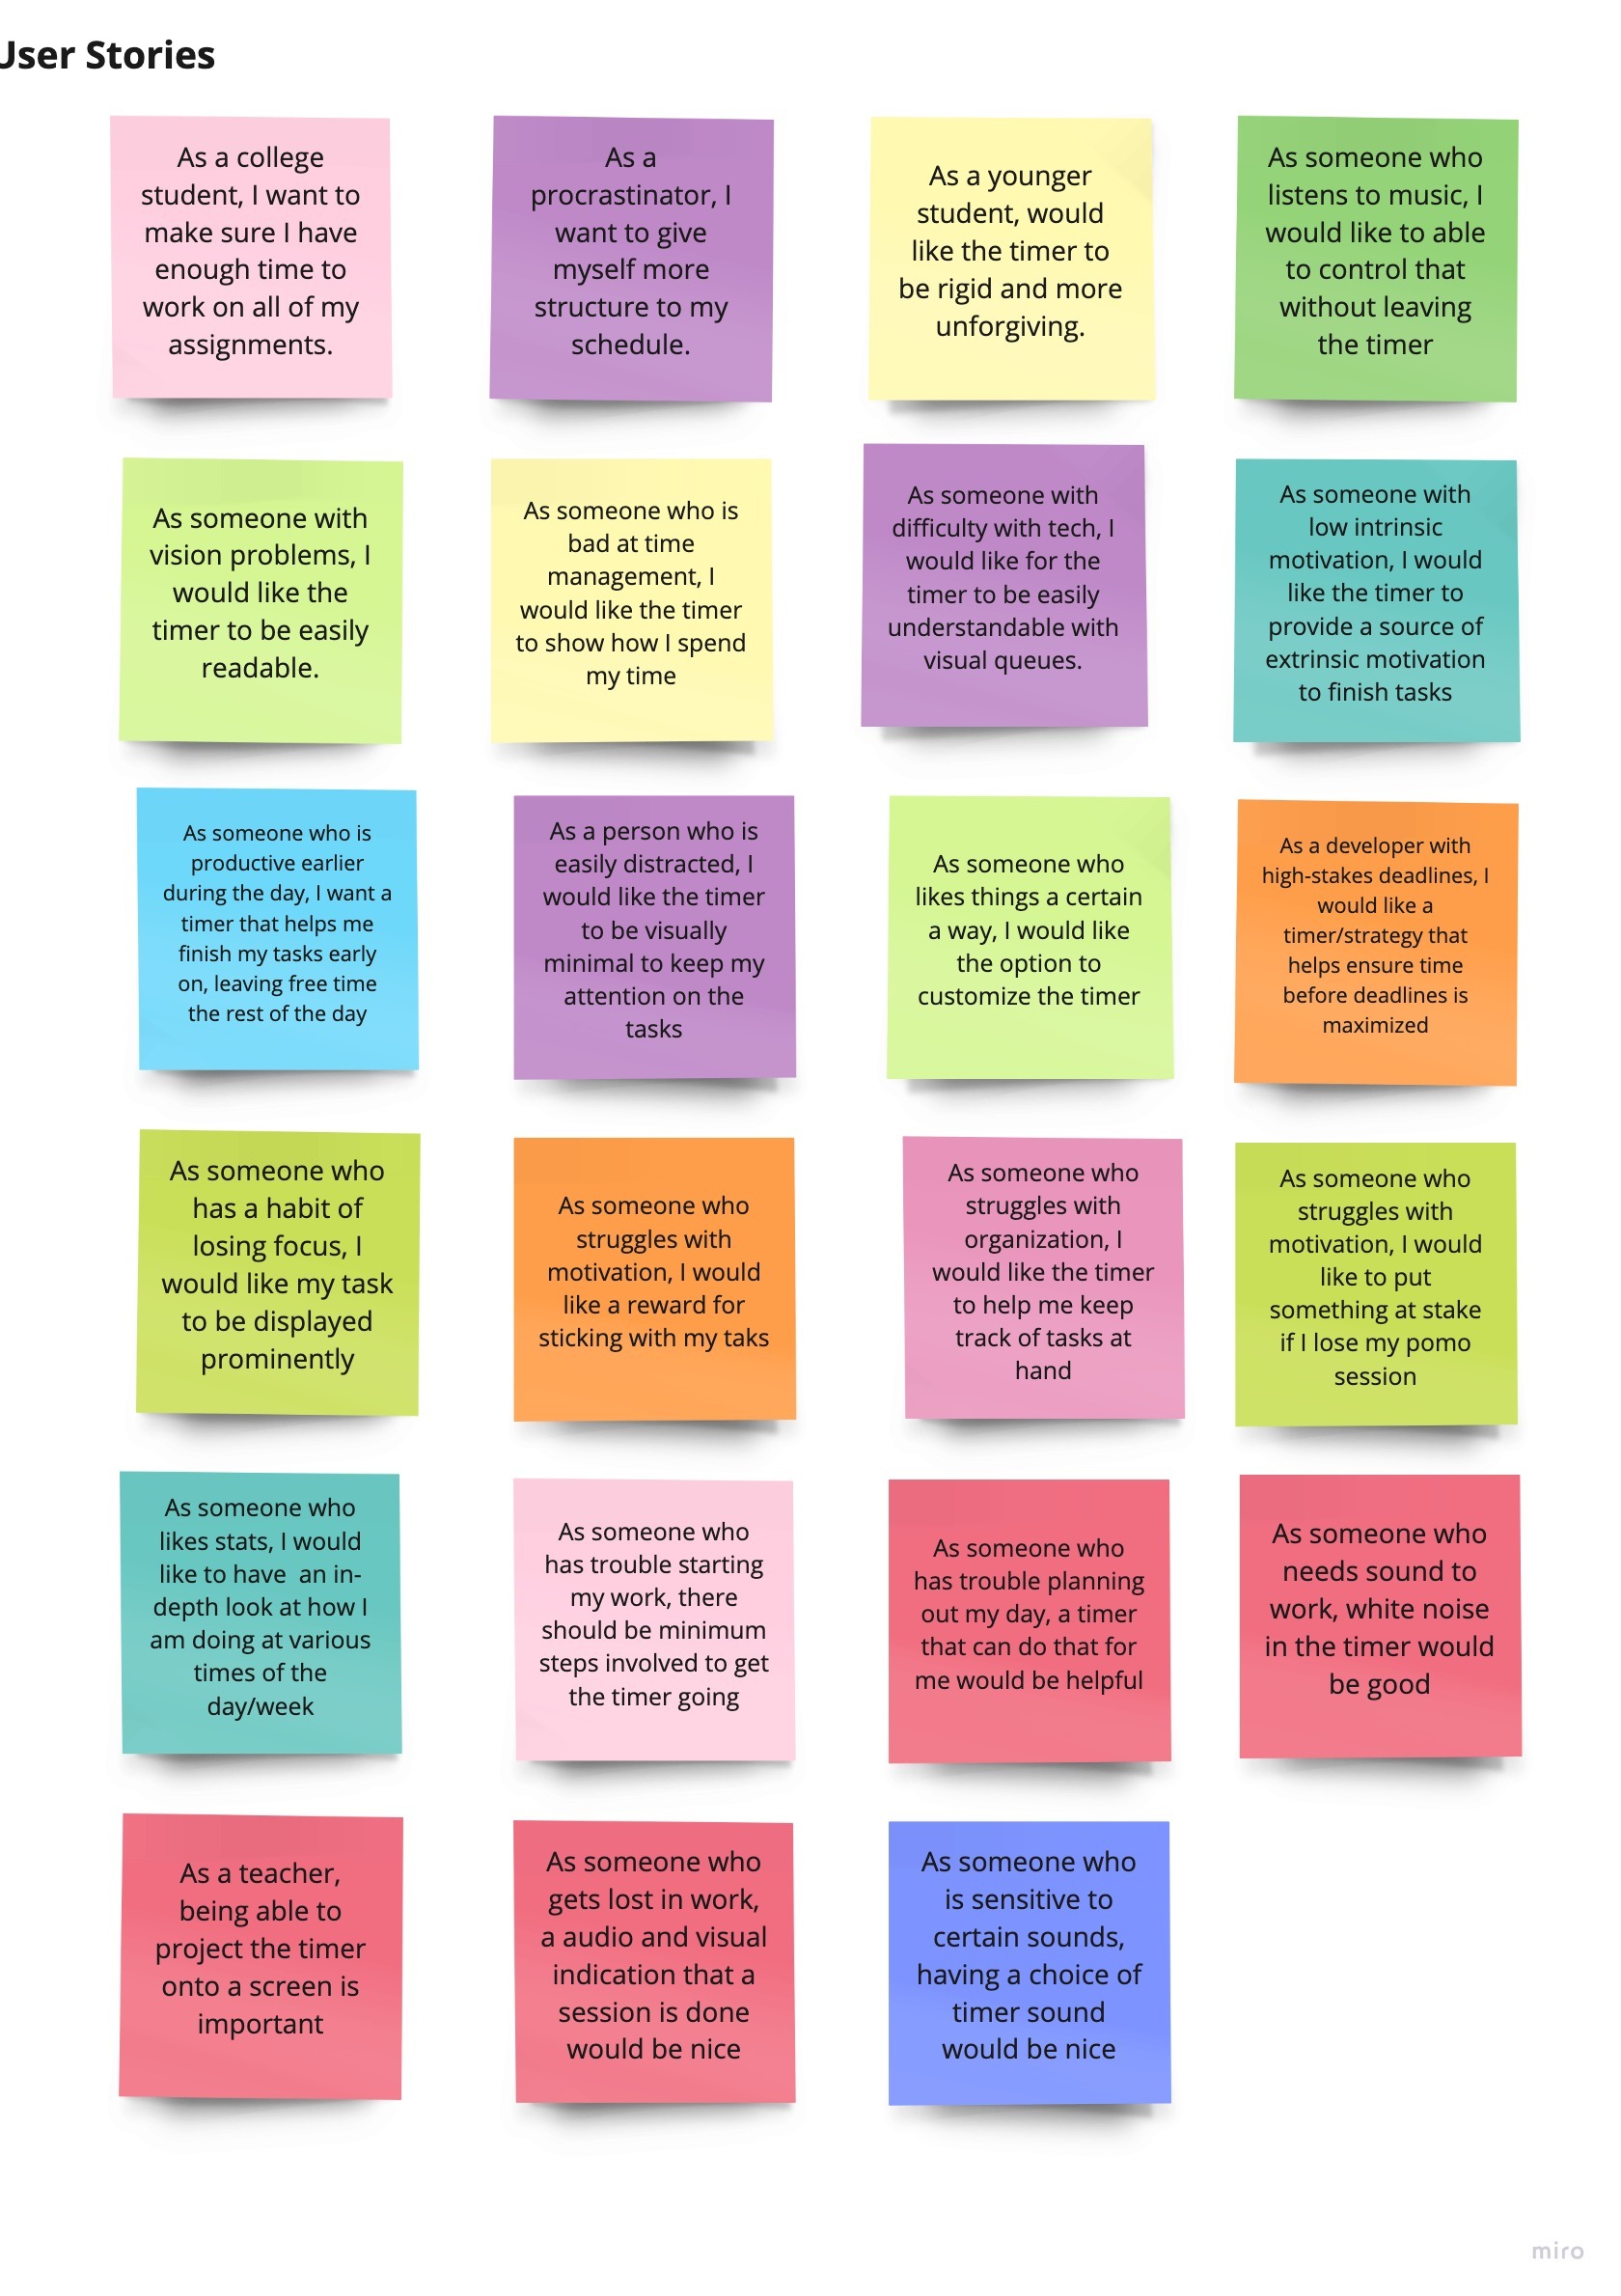 User Stories
As a college
student, I want to
make sure I have
enough time to
work on all of my
assignments.
As a
procrastinator, I
want to give
myself more
structure to my
schedule.
As a younger
student, would
like the timer to
be rigid and more
unforgiving.
As someone who
listens to music, I
would like to able
to control that
without leaving
the timer
As someone with
vision problems, I
would like the
timer to be easily
readable.
As someone who is
bad at time
management, I
would like the timer
to show how I spend
my time
As someone with
difficulty with tech, I
would like for the
timer to be easily
understandable with
visual queues.
As someone with
low intrinsic
motivation, I would
like the timer to
provide a source of
extrinsic motivation
to finish tasks
As someone who is
productive earlier
during the day, I want a
timer that helps me
finish my tasks early
on, leaving free time
the rest of the day
As a person who is
easily distracted, I
would like the timer
to be visually
minimal to keep my
attention on the
tasks
As someone who
likes things a certain
a way, I would like
the option to
customize the timer
As a developer with
high-stakes deadlines, I
would like a
timer/strategy that
helps ensure time
before deadlines is
maximized
As someone who
has a habit of
losing focus, I
would like my task
to be displayed
prominently
As someone who
struggles with
motivation, I would
like a reward for
sticking with my taks
As someone who
struggles with
organization, I
would like the timer
to help me keep
track of tasks at
hand
As someone who
struggles with
motivation, I would
like to put
something at stake
if I lose my pomo
session
As someone who
likes stats, I would
like to have  an in-
depth look at how I
am doing at various
times of the
day/week
As someone who
has trouble starting
my work, there
should be minimum
steps involved to get
the timer going
As someone who
has trouble planning
out my day, a timer
that can do that for
me would be helpful
As someone who
needs sound to
work, white noise
in the timer would
be good
As a teacher,
being able to
project the timer
onto a screen is
important
As someone who
gets lost in work,
a audio and visual
indication that a
session is done
would be nice
As someone who
is sensitive to
certain sounds,
having a choice of
timer sound
would be nice
miro